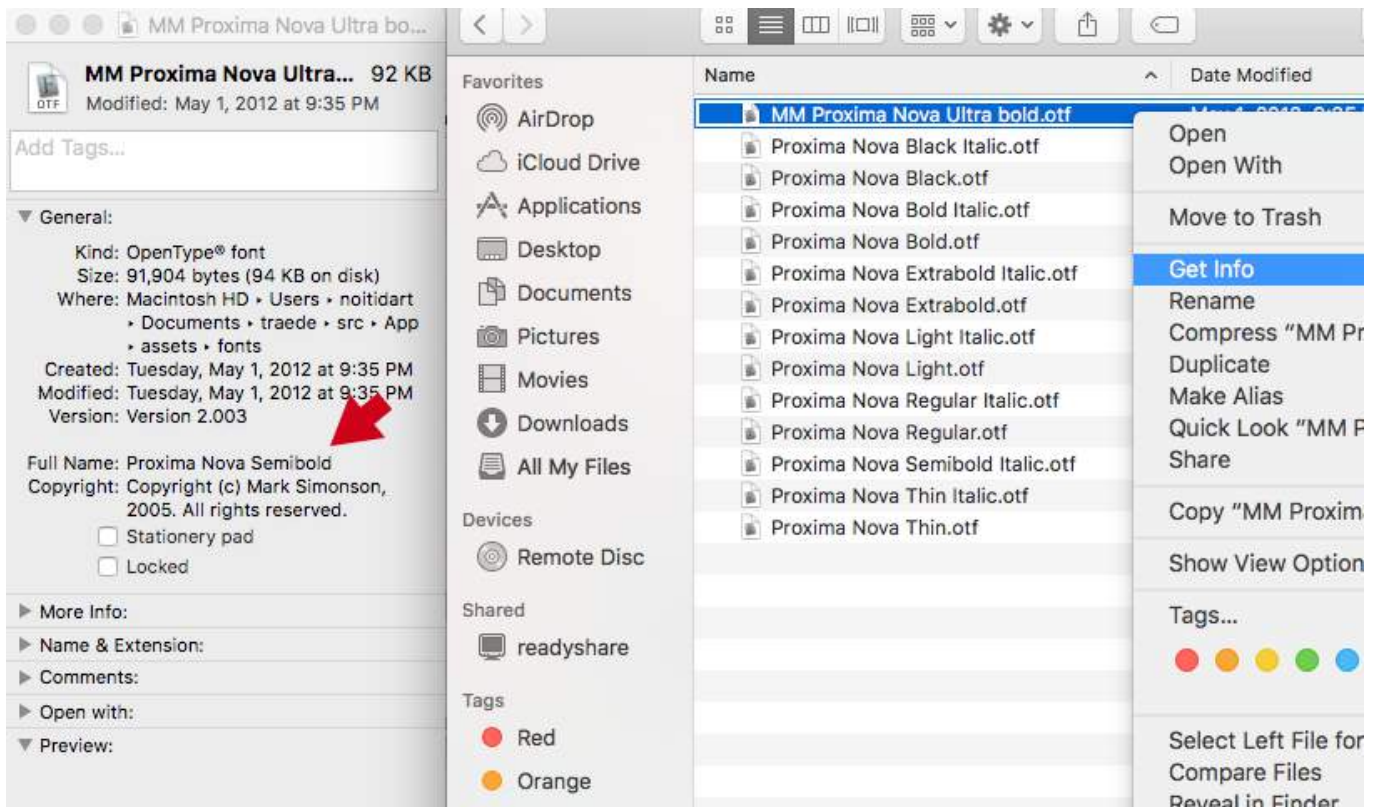 MM Proxima Nova Ultra bo...
MM Proxima Nova Ultra... 92 KB
OTF
Modified: May 1, 2012 at 9:35 PM
Add Tags...
General:
Kind: OpenType® font
Size: 91,904 bytes (94 KB on disk)
Where: Macintosh HD ▸ Users ▸ noitidart
▸ Documents ▸ traede ▸ src ▸ App
▸ assets ▸ fonts
Created: Tuesday, May 1, 2012 at 9:35 PM
Modified: Tuesday, May 1, 2012 at 9:35 PM
Version: Version 2.003
Full Name: Proxima Nova Semibold
Copyright: Copyright (c) Mark Simonson,
2005. All rights reserved.
Stationery pad
Locked
More Info:
Name & Extension:
Comments:
Open with:
Preview:
Favorites
AirDrop
iCloud Drive
Applications
Desktop
Documents
Pictures
Movies
Downloads
All My Files
Devices
Remote Disc
Shared
readyshare
Tags
Red
Orange
Name Date Modified
MM Proxima Nova Ultra bold.otf
Proxima Nova Black Italic.otf
Proxima Nova Black.otf
Proxima Nova Bold Italic.otf
Proxima Nova Bold.otf
Proxima Nova Extrabold Italic.otf
Proxima Nova Extrabold.otf
Proxima Nova Light Italic.otf
Proxima Nova Light.otf
Proxima Nova Regular Italic.otf
Proxima Nova Regular.otf
Proxima Nova Semibold Italic.otf
Proxima Nova Thin Italic.otf
Proxima Nova Thin.otf
Open
Open With
Move to Trash
Get Info
Rename
Compress “MM Pr
Duplicate
Make Alias
Quick Look “MM P
Share
Copy “MM Proxim
Show View Option
Tags...
Select Left File for
Compare Files
Reveal in Finder